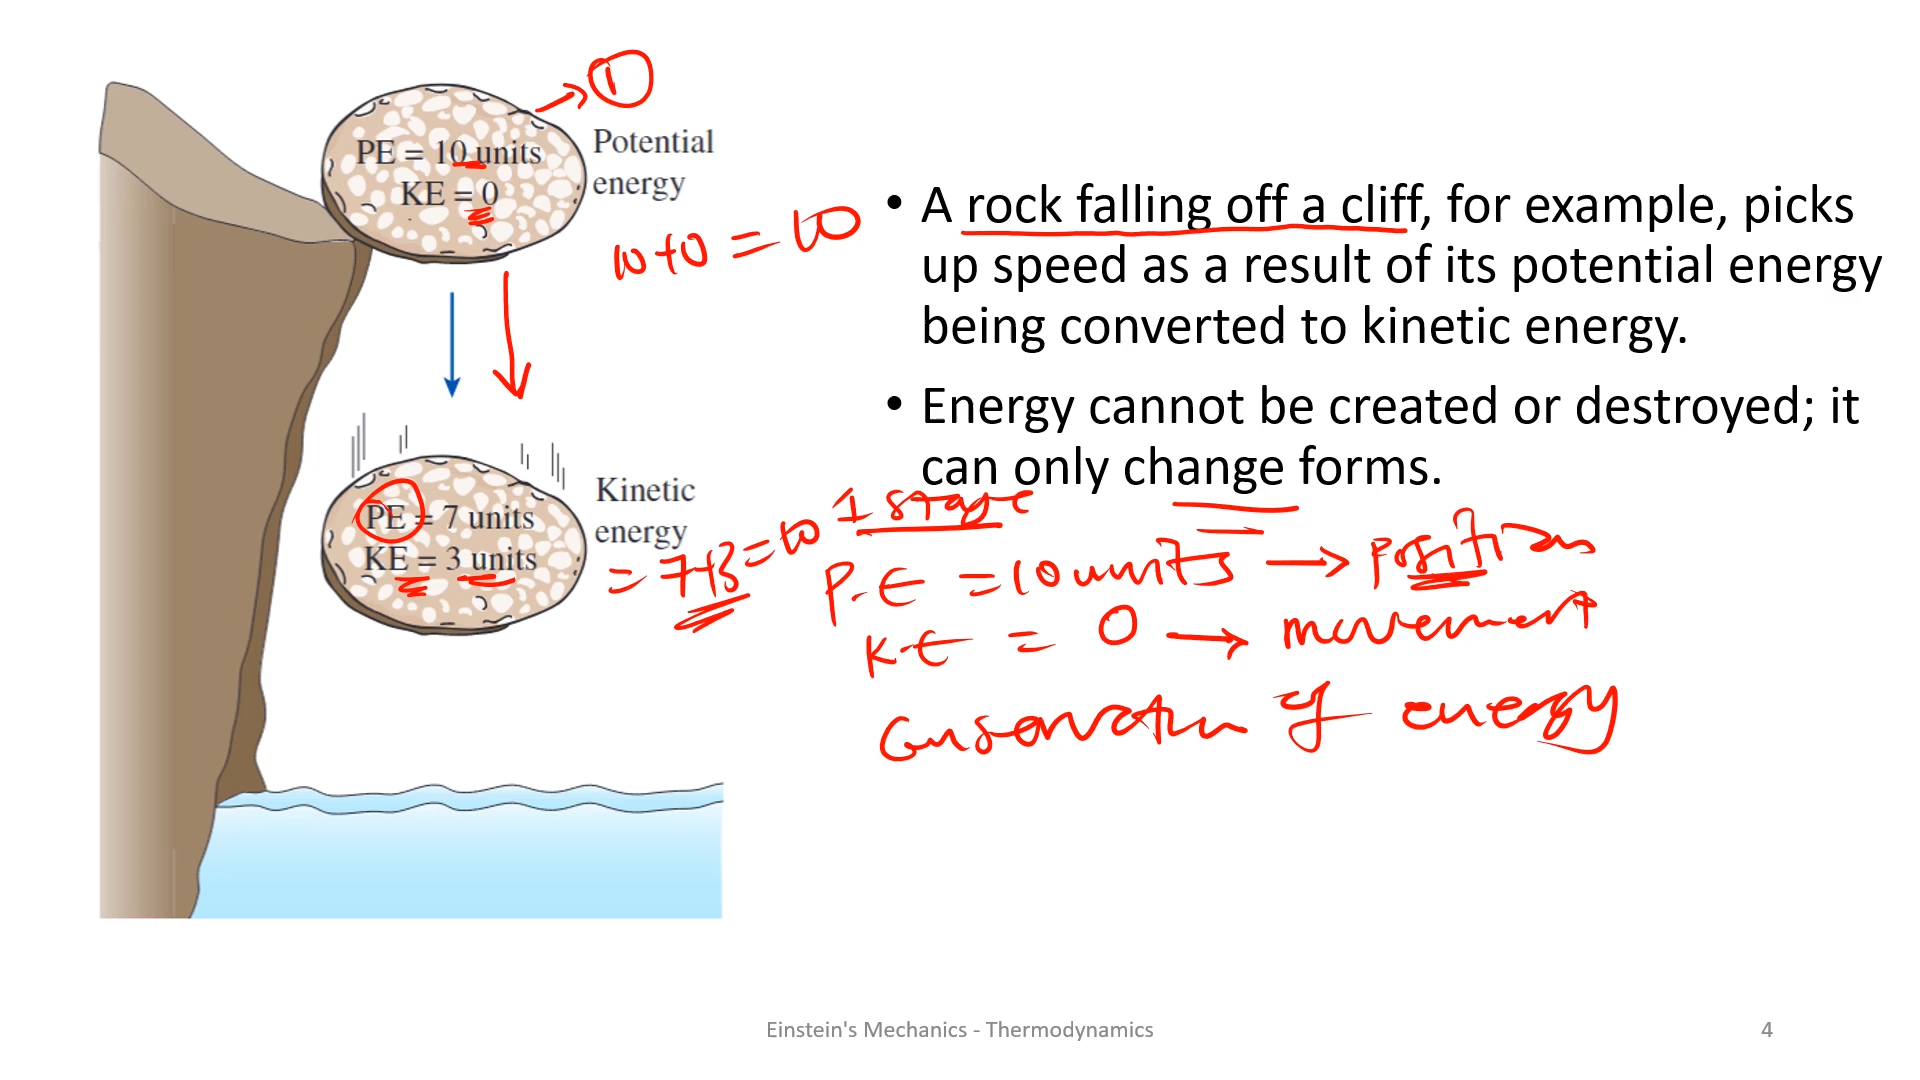 ①
PE = 10 units
KE = 0
Potential
energy
10+0 = 10
• A rock falling off a cliff, for example, picks
up speed as a result of its potential energy
being converted to kinetic energy.
• Energy cannot be created or destroyed; it
can only change forms.
PE = 7 units
KE = 3 units
Kinetic
energy
= 7+3 = 10
1 stage
P.E = 10 units → position
K.E = 0 → movement
Conservation of energy
Einstein's Mechanics - Thermodynamics
4